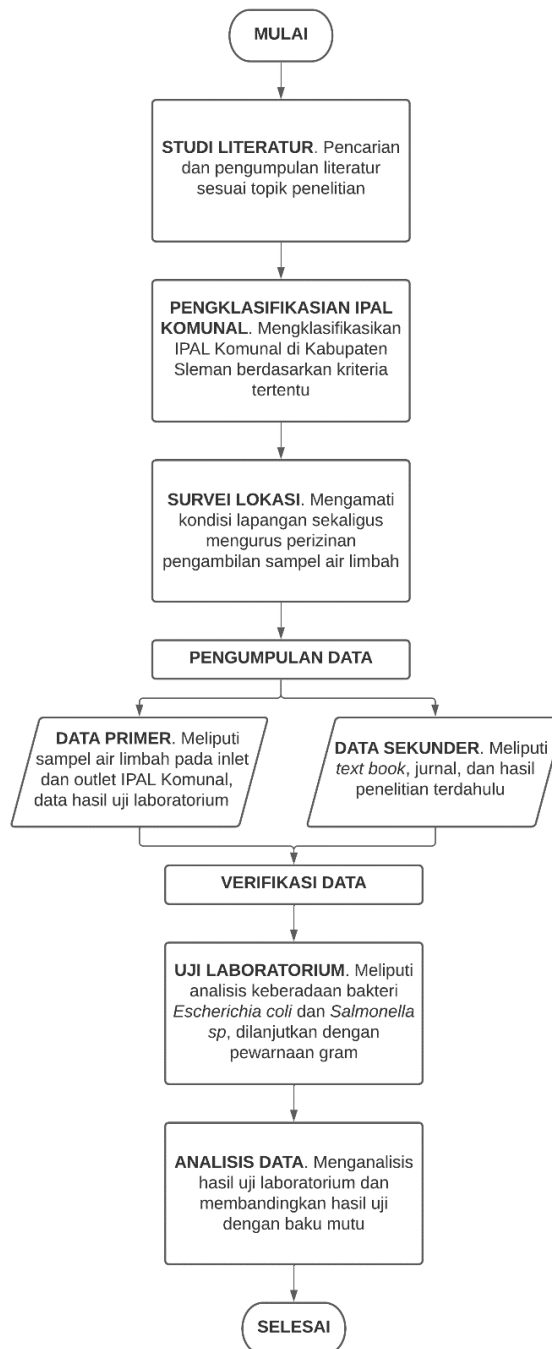 MULAI
STUDI LITERATUR. Pencarian
dan pengumpulan literatur
sesuai topik penelitian
PENGKLASIFIKASIAN IPAL
KOMUNAL. Mengklasifikasikan
IPAL Komunal di Kabupaten
Sleman berdasarkan kriteria
tertentu
SURVEI LOKASI. Mengamati
kondisi lapangan sekaligus
mengurus perizinan
pengambilan sampel air limbah
PENGUMPULAN DATA
DATA PRIMER. Meliputi
sampel air limbah pada inlet
dan outlet IPAL Komunal,
data hasil uji laboratorium
DATA SEKUNDER. Meliputi
text book, jurnal, dan hasil
penelitian terdahulu
VERIFIKASI DATA
UJI LABORATORIUM. Meliputi
analisis keberadaan bakteri
Escherichia coli dan Salmonella
sp, dilanjutkan dengan
pewarnaan gram
ANALISIS DATA. Menganalisis
hasil uji laboratorium dan
membandingkan hasil uji
dengan baku mutu
SELESAI